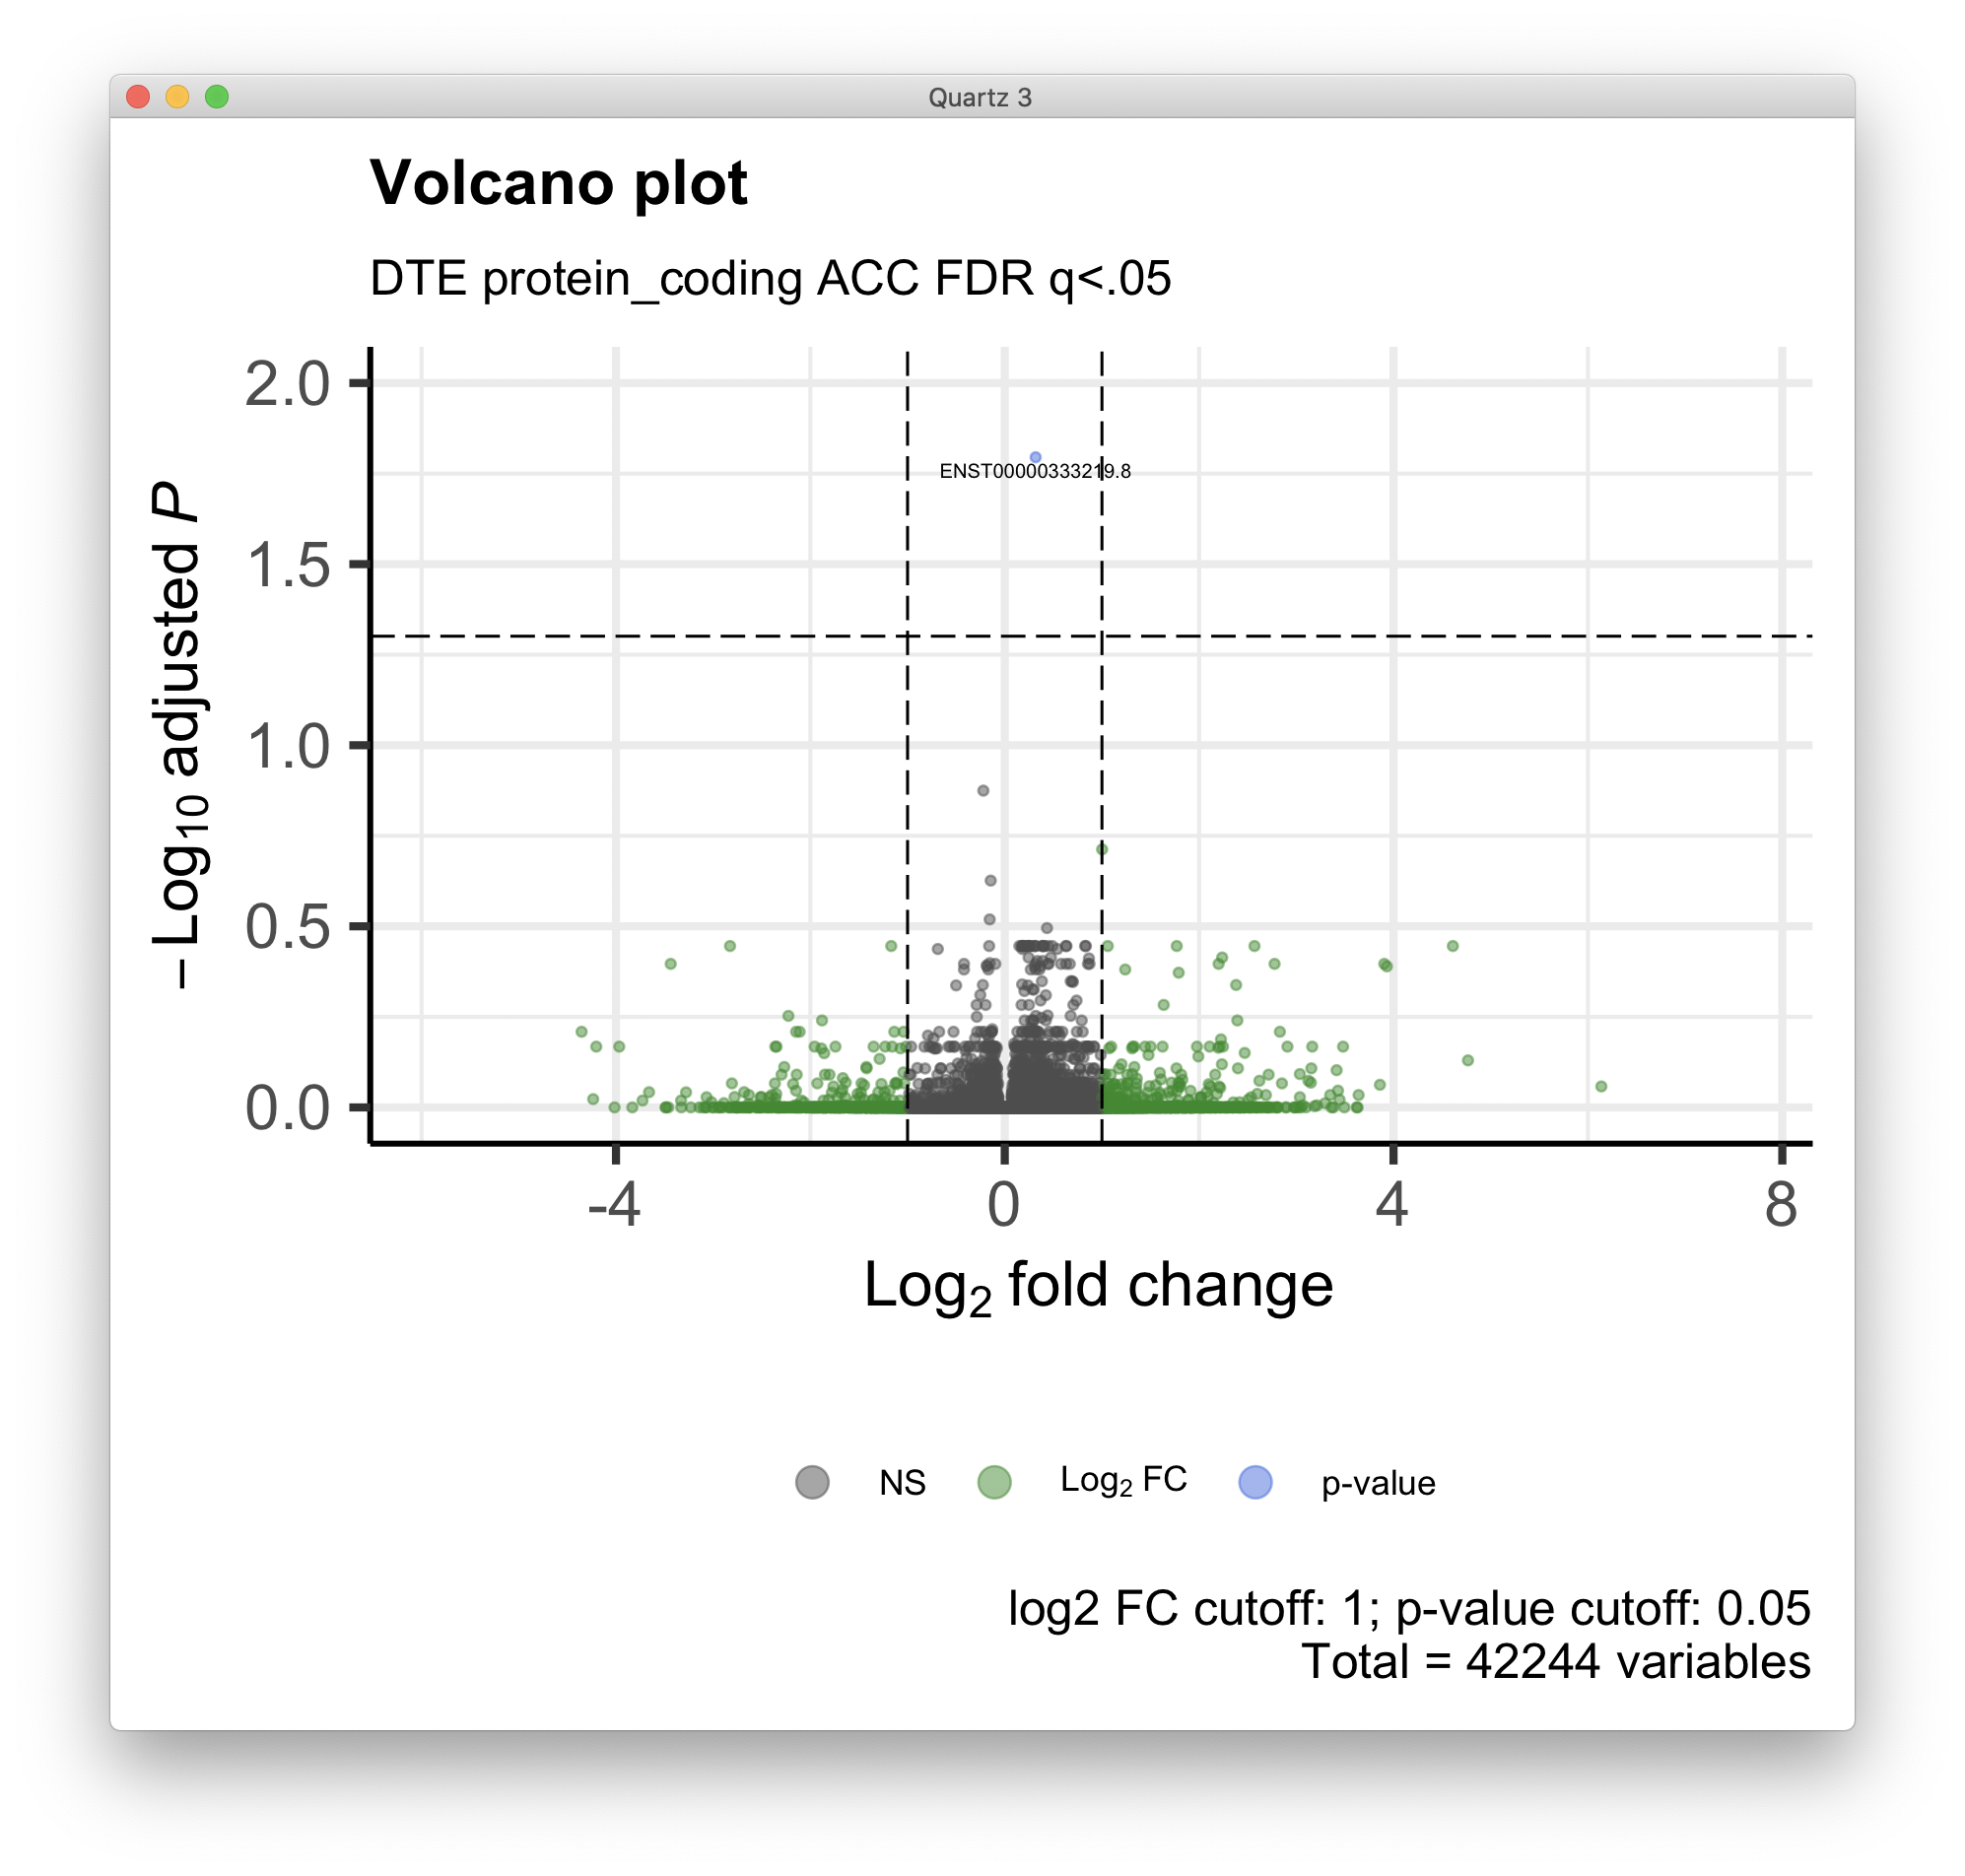 Quartz 3
Volcano plot
DTE protein_coding ACC FDR q<.05
−Log10 adjusted P
2.0
1.5
1.0
0.5
0.0
ENST00000333219.8
-4 0 4 8
Log2 fold change
NS Log2 FC p-value
log2 FC cutoff: 1; p-value cutoff: 0.05
Total = 42244 variables